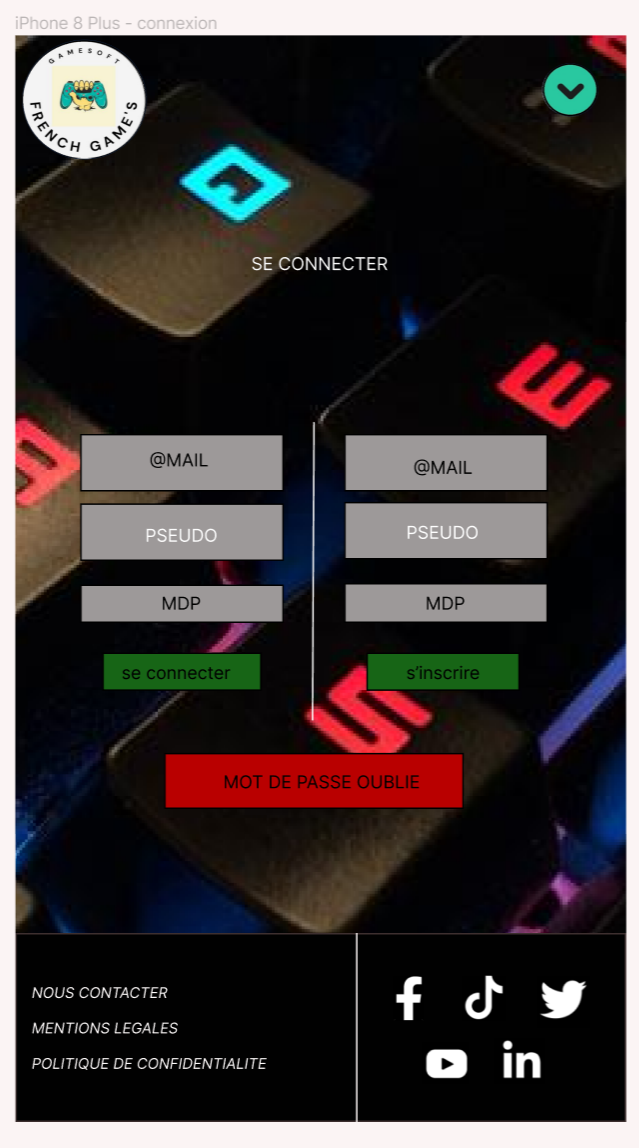 iPhone 8 Plus - connexion
GAMESOFT
FRENCH GAME'S
SE CONNECTER
@MAIL
@MAIL
PSEUDO
PSEUDO
MDP
MDP
se connecter
s'inscrire
MOT DE PASSE OUBLIE
NOUS CONTACTER
MENTIONS LEGALES
POLITIQUE DE CONFIDENTIALITE
in